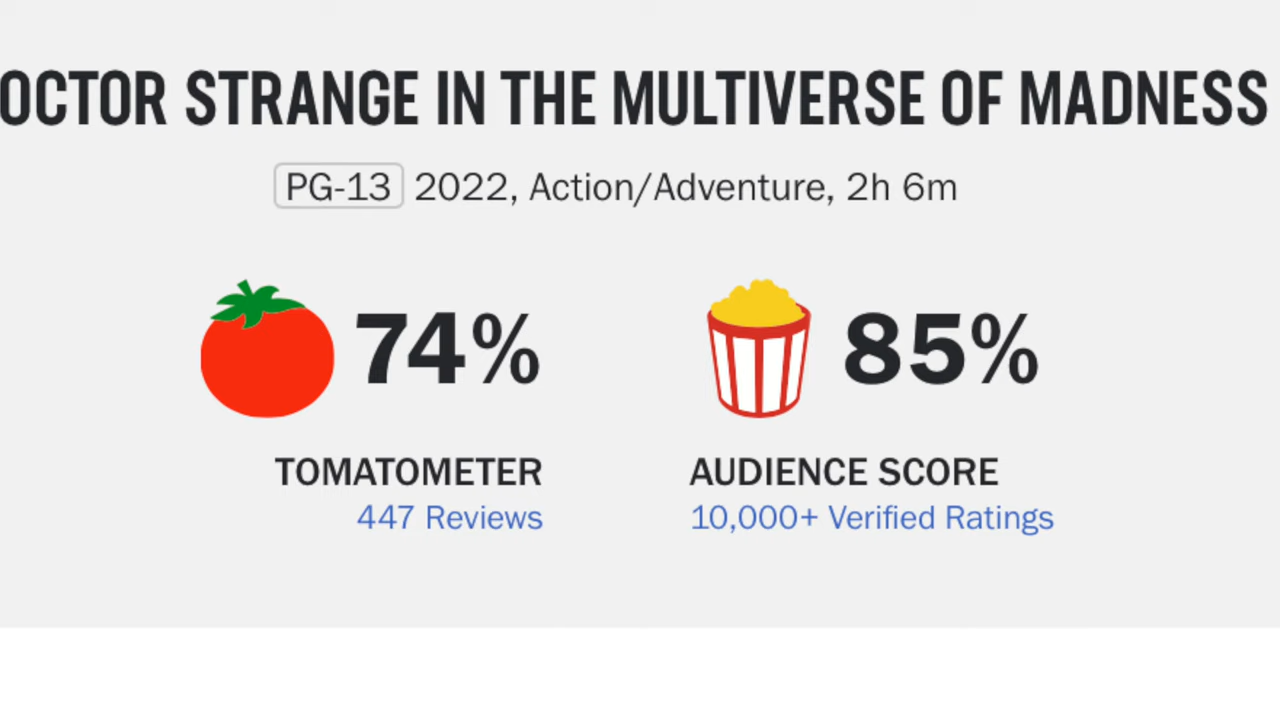 OCTOR STRANGE IN THE MULTIVERSE OF MADNESS
PG-13 2022, Action/Adventure, 2h 6m
74% 85%
TOMATOMETER AUDIENCE SCORE
447 Reviews 10,000+ Verified Ratings